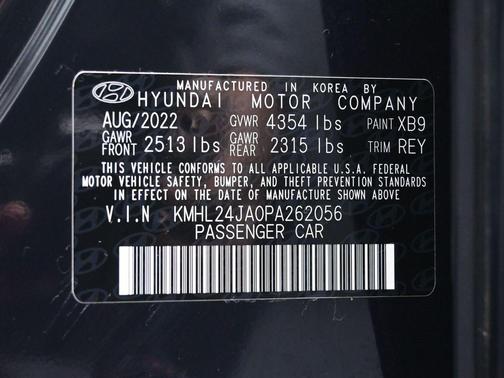 MANUFACTURED IN KOREA BY
HYUNDAI MOTOR COMPANY
AUG/2022 GVWR 4354 lbs PAINT XB9
GAWR FRONT 2513 lbs GAWR REAR 2315 lbs TRIM REY
THIS VEHICLE CONFORMS TO ALL APPLICABLE U.S.A. FEDERAL
MOTOR VEHICLE SAFETY, BUMPER, AND THEFT PREVENTION STANDARDS
IN EFFECT ON THE DATE OF MANUFACTURE SHOWN ABOVE
V.I.N KMHL24JA0PA262056
PASSENGER CAR